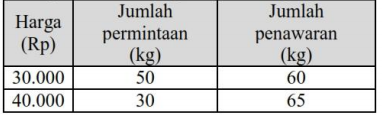 Harga (Rp) | Jumlah permintaan (kg) | Jumlah penawaran (kg)
30.000 | 50 | 60
40.000 | 30 | 65